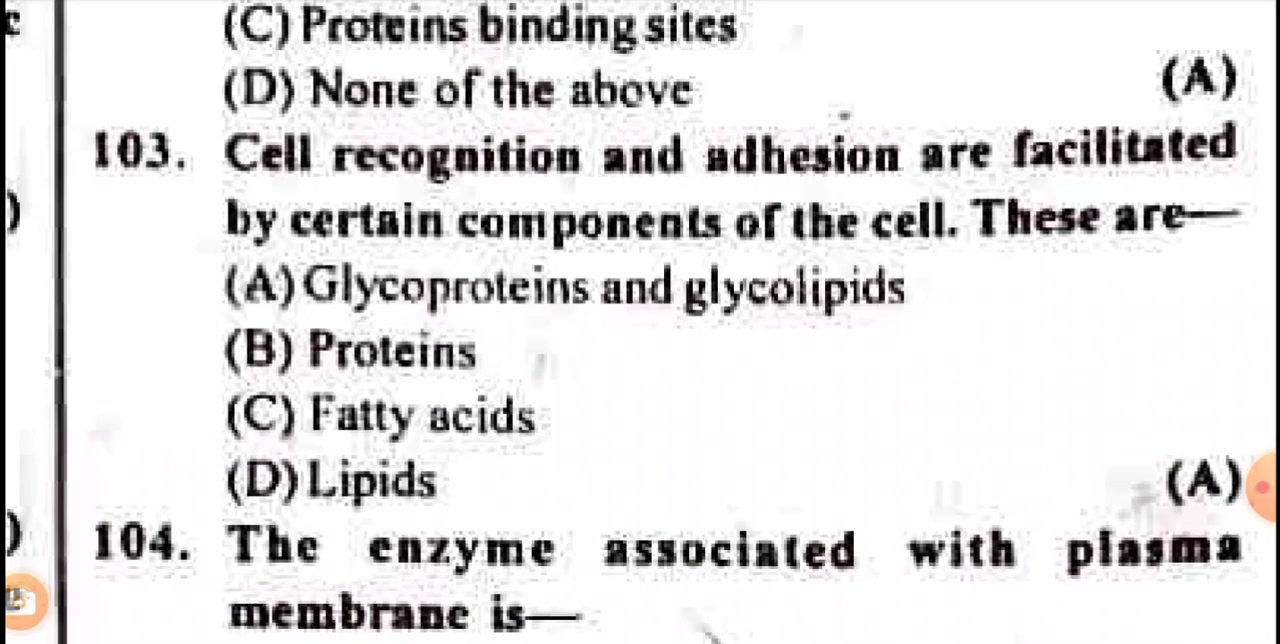 (C) Proteins binding sites
(D) None of the above (A)
103. Cell recognition and adhesion are facilitated
by certain components of the cell. These are—
(A) Glycoproteins and glycolipids
(B) Proteins
(C) Fatty acids
(D) Lipids (A)
104. The enzyme associated with plasma
membrane is—